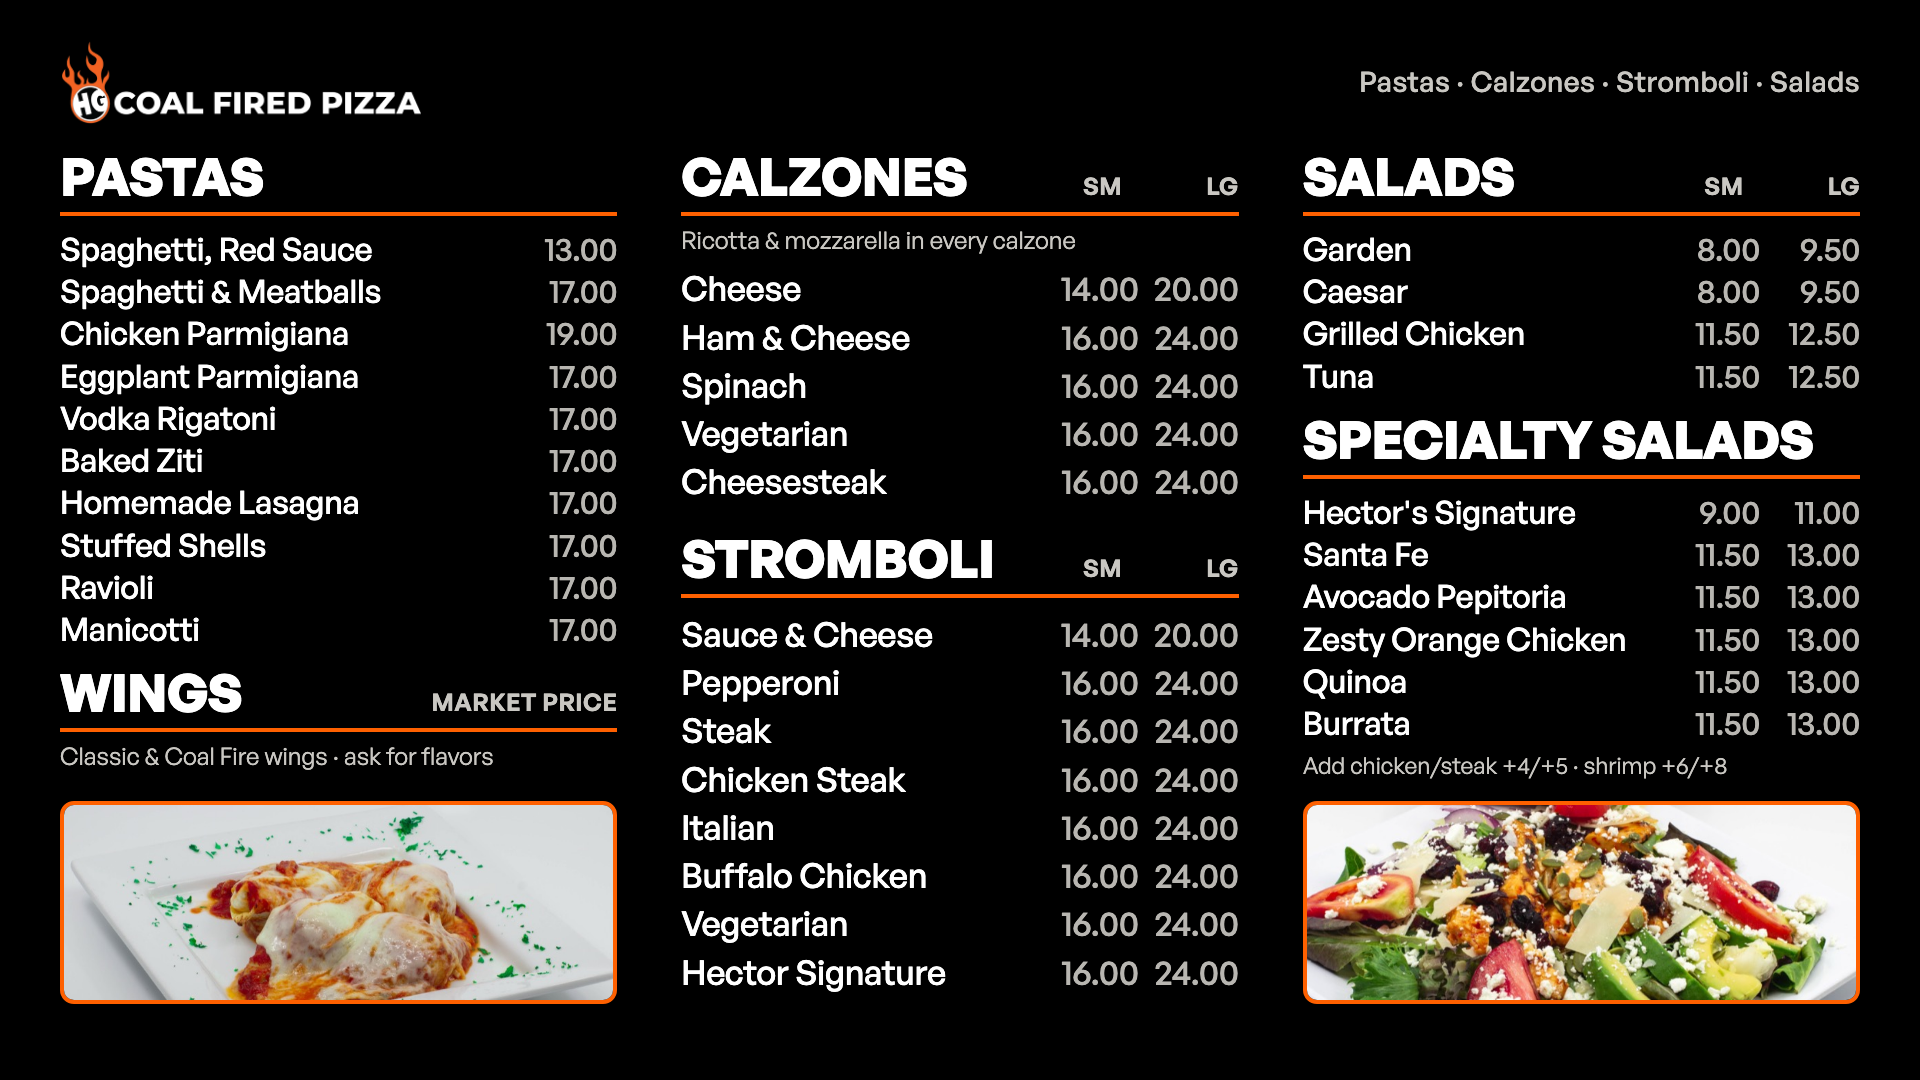 HG COAL FIRED PIZZA
Pastas · Calzones · Stromboli · Salads
PASTAS
Spaghetti, Red Sauce 13.00
Spaghetti & Meatballs 17.00
Chicken Parmigiana 19.00
Eggplant Parmigiana 17.00
Vodka Rigatoni 17.00
Baked Ziti 17.00
Homemade Lasagna 17.00
Stuffed Shells 17.00
Ravioli 17.00
Manicotti 17.00
WINGS MARKET PRICE
Classic & Coal Fire wings · ask for flavors
CALZONES SM LG
Ricotta & mozzarella in every calzone
Cheese 14.00 20.00
Ham & Cheese 16.00 24.00
Spinach 16.00 24.00
Vegetarian 16.00 24.00
Cheesesteak 16.00 24.00
STROMBOLI SM LG
Sauce & Cheese 14.00 20.00
Pepperoni 16.00 24.00
Steak 16.00 24.00
Chicken Steak 16.00 24.00
Italian 16.00 24.00
Buffalo Chicken 16.00 24.00
Vegetarian 16.00 24.00
Hector Signature 16.00 24.00
SALADS SM LG
Garden 8.00 9.50
Caesar 8.00 9.50
Grilled Chicken 11.50 12.50
Tuna 11.50 12.50
SPECIALTY SALADS
Hector's Signature 9.00 11.00
Santa Fe 11.50 13.00
Avocado Pepitoria 11.50 13.00
Zesty Orange Chicken 11.50 13.00
Quinoa 11.50 13.00
Burrata 11.50 13.00
Add chicken/steak +4/+5 · shrimp +6/+8